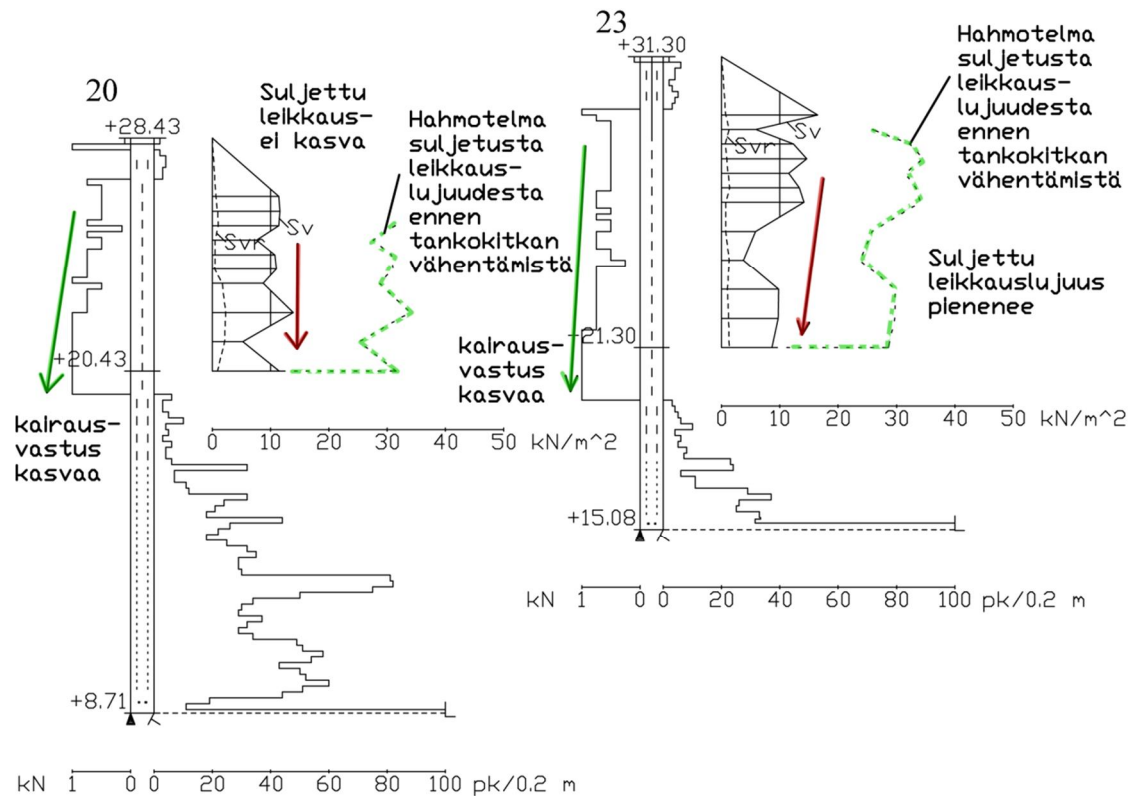 20
+28.43
Suljettu
leikkaus-
ei kasva
Hahmotelma
suljetusta
leikkaus-
lujuudesta
ennen
tankokitkan
vähentämistä
Sv
Svr
+20.43
kairaus-
vastus
kasvaa
0 10 20 30 40 50 kN/m^2
+8.71
kN 1 0 0 20 40 60 80 100 pk/0.2 m
23
+31.30
Hahmotelma
suljetusta
leikkaus-
lujuudesta
ennen
tankokitkan
vähentämistä
Sv
Svr
Suljettu
leikkauslujuus
pienenee
+21.30
kairaus-
vastus
kasvaa
0 10 20 30 40 50 kN/m^2
+15.08
kN 1 0 0 20 40 60 80 100 pk/0.2 m